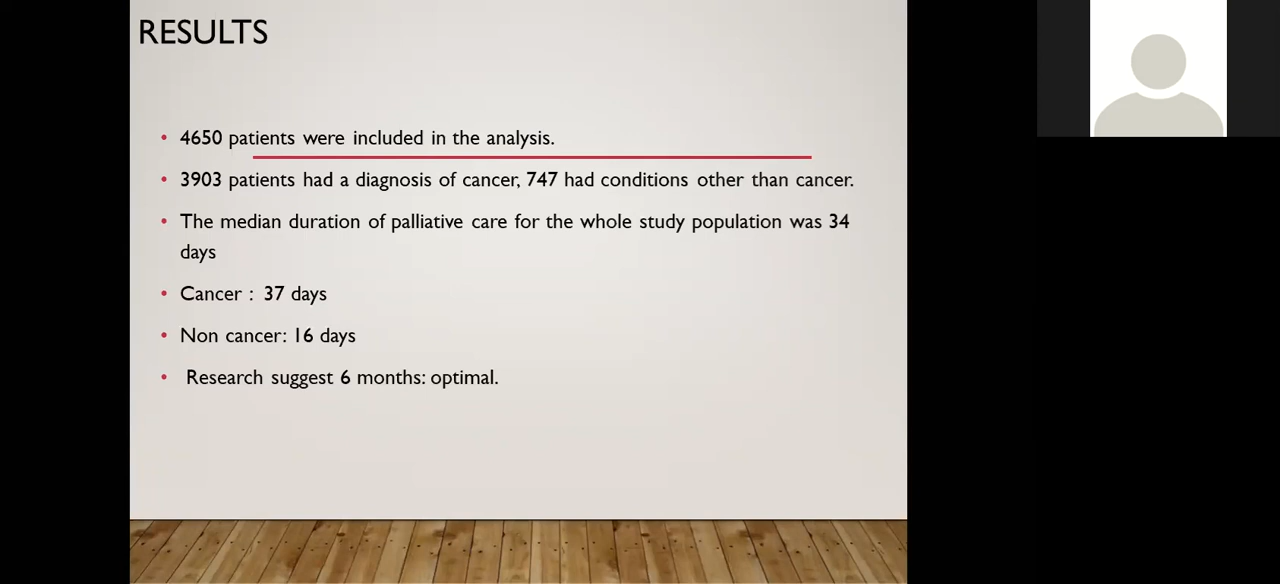 RESULTS
4650 patients were included in the analysis.
3903 patients had a diagnosis of cancer, 747 had conditions other than cancer.
The median duration of palliative care for the whole study population was 34
days
Cancer : 37 days
Non cancer: 16 days
Research suggest 6 months: optimal.